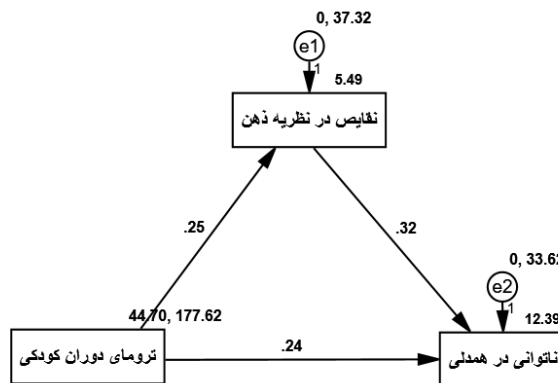 0, 37.32
e1
1
5.49
نقایص در نظریه ذهن
.25
.32
0, 33.62
e2
1
44.70, 177.62
12.39
ترومای دوران کودکی
.24
ناتوانی در همدلی